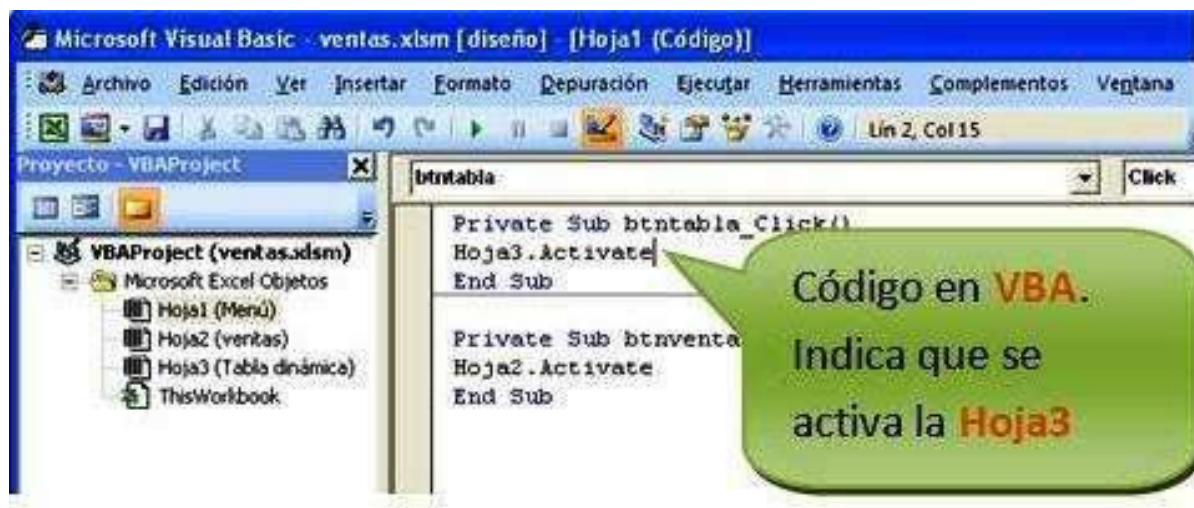 Microsoft Visual Basic - ventas.xlsm [diseño] - [Hoja1 (Código)]
Archivo Edición Ver Insertar Formato Depuración Ejecutar Herramientas Complementos Ventana
Lín 2, Col 15
Proyecto - VBAProject
btntabla
Click
VBAProject (ventas.xlsm)
Microsoft Excel Objetos
Hoja1 (Menú)
Hoja2 (ventas)
Hoja3 (Tabla dinámica)
ThisWorkbook
Private Sub btntabla_Click()
Hoja3.Activate
End Sub
Private Sub btnventa
Hoja2.Activate
End Sub
Código en VBA.
Indica que se
activa la Hoja3